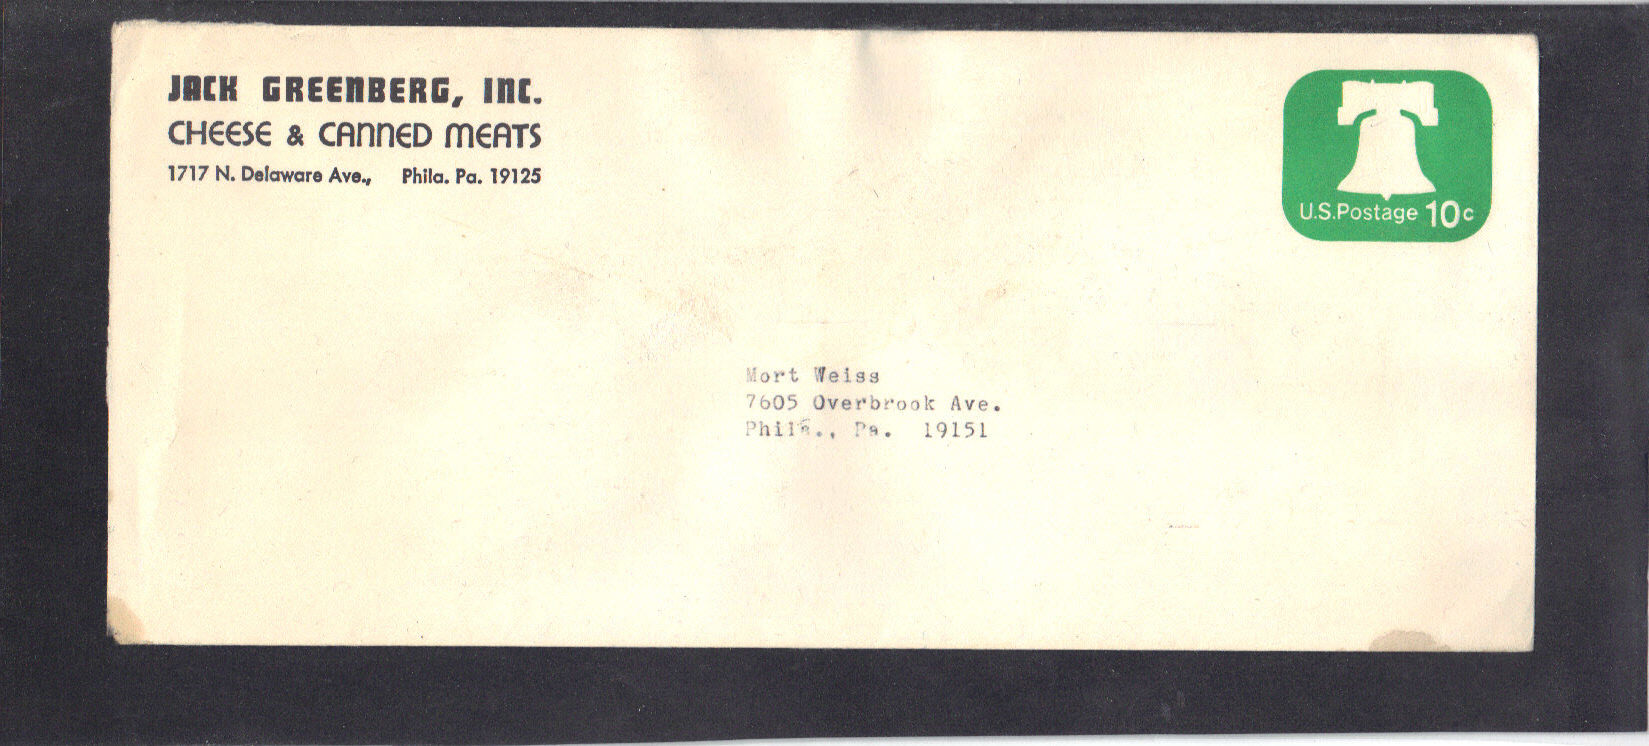 JACK GREENBERG, INC.
CHEESE & CANNED MEATS
1717 N. Delaware Ave., Phila. Pa. 19125
U.S.Postage 10c
Mort Weiss
7605 Overbrook Ave.
Phila., Pa. 19151